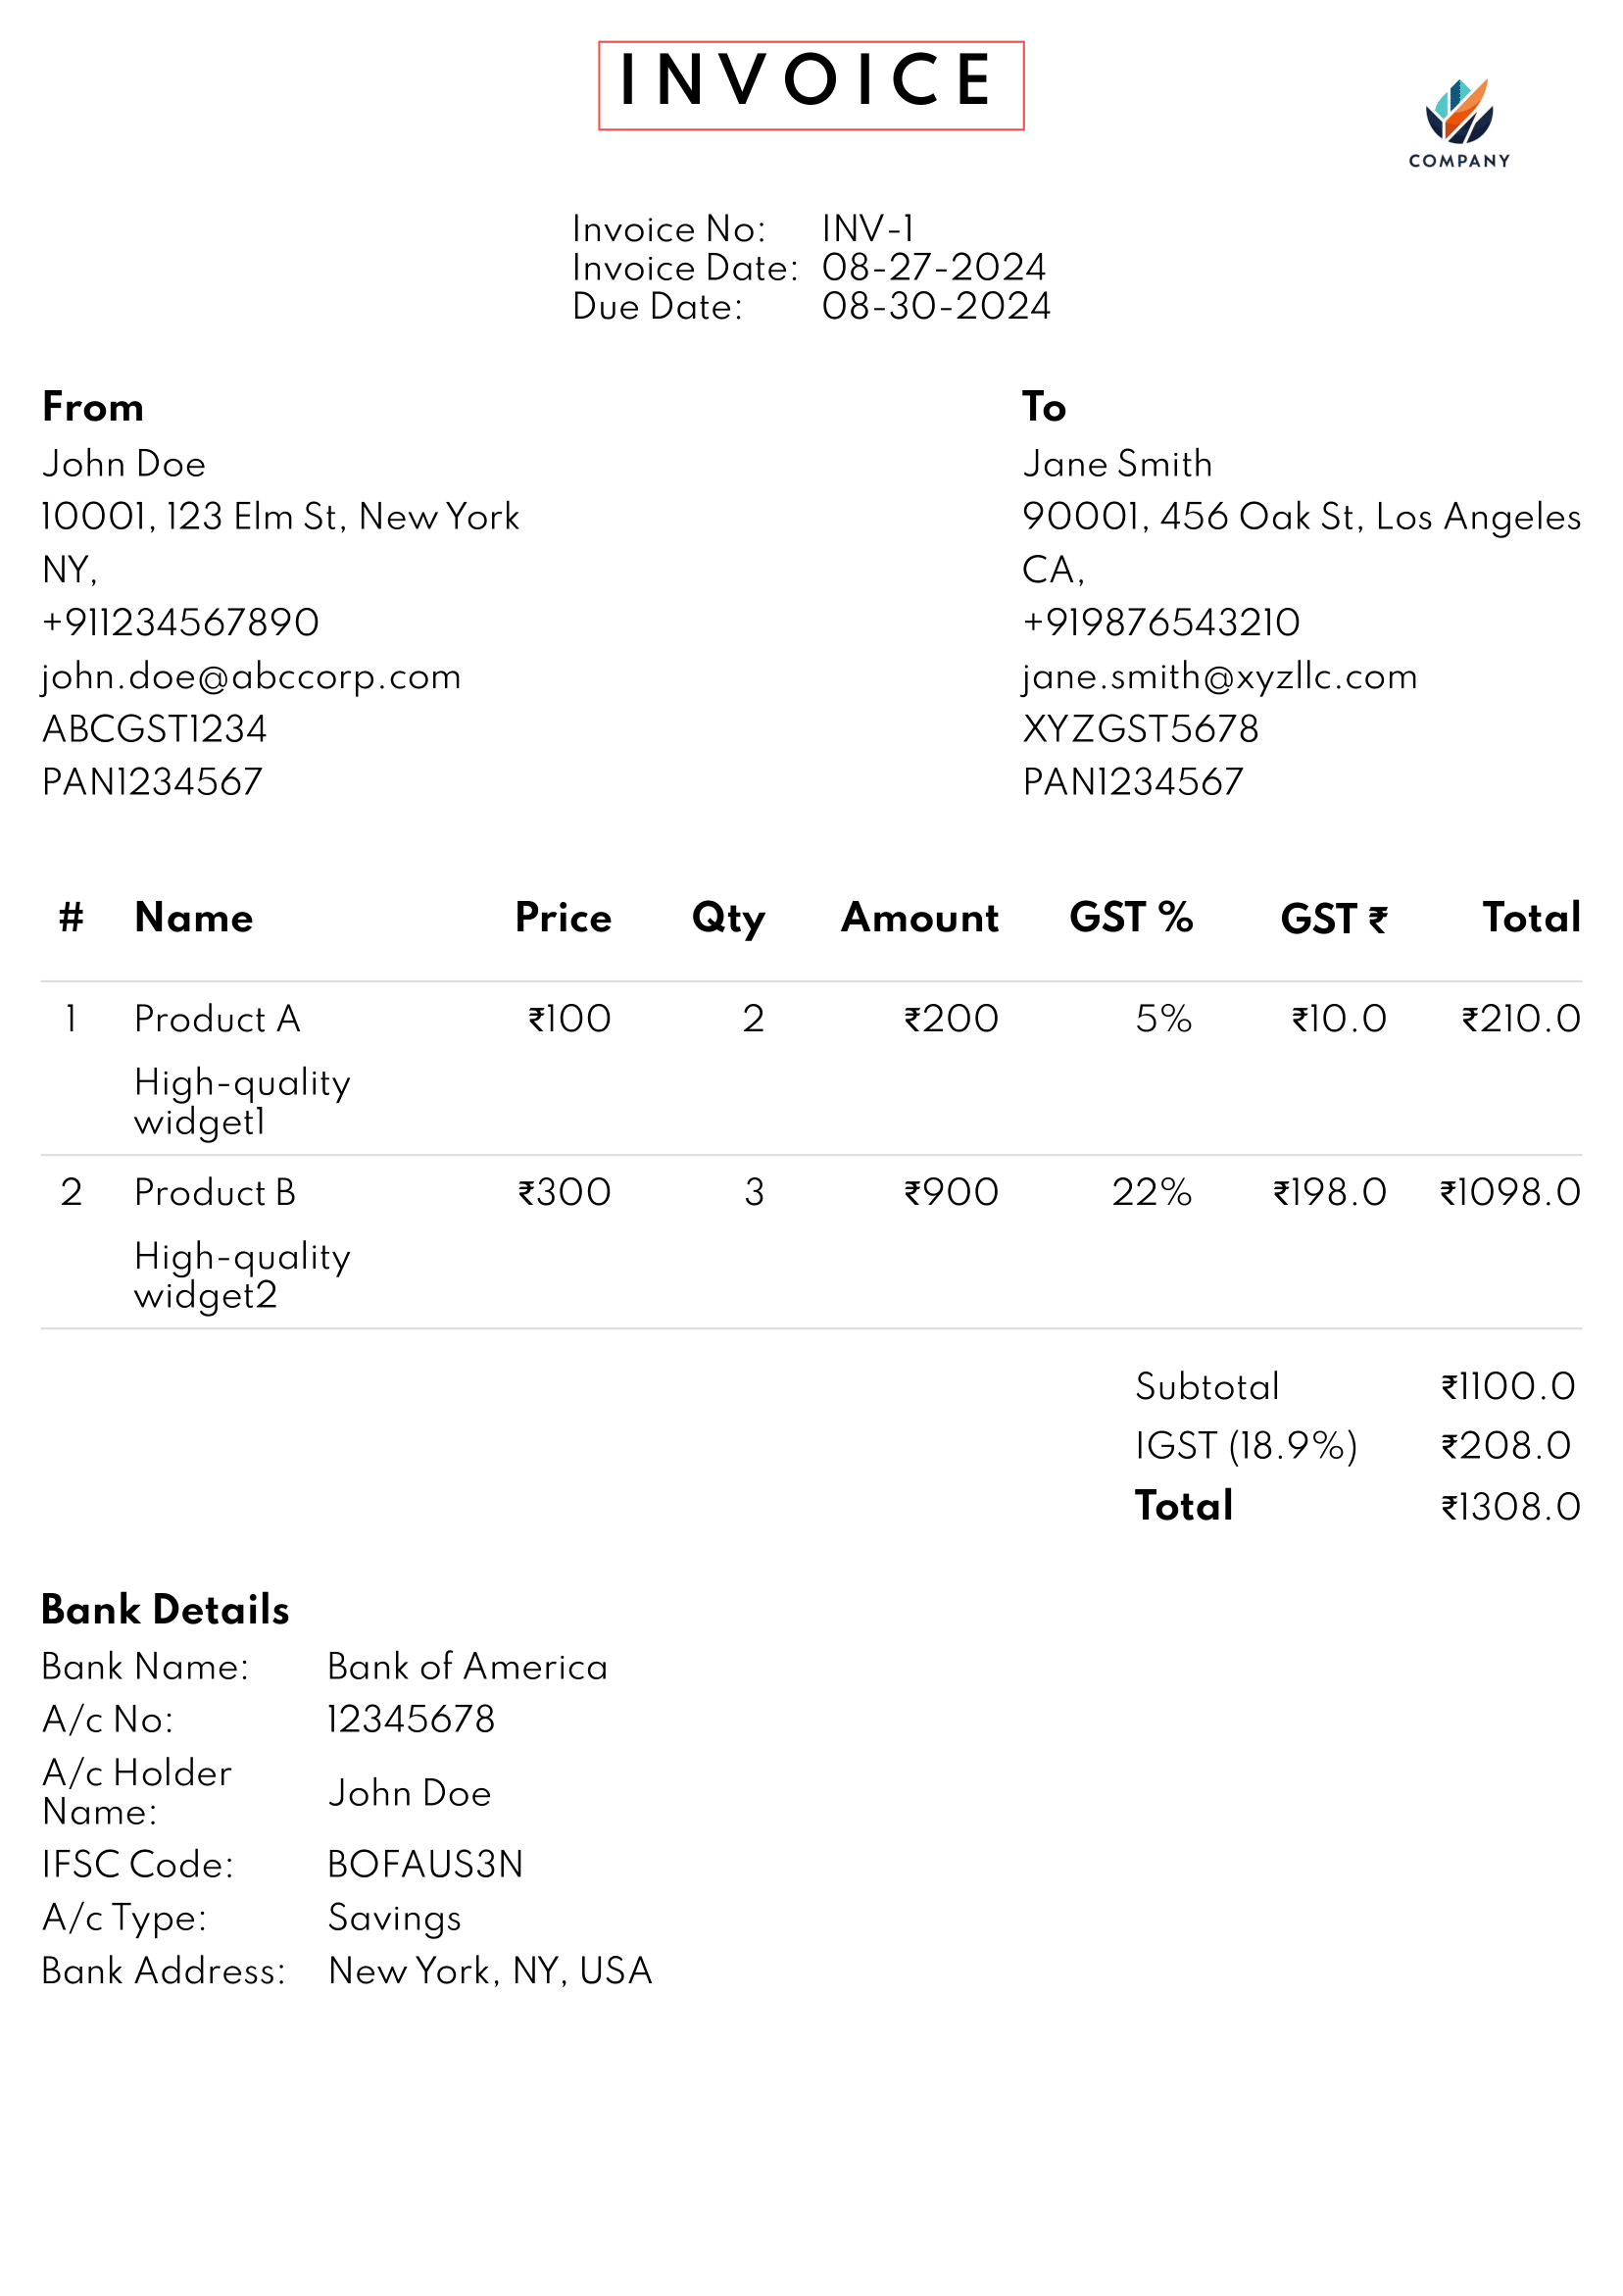 INVOICE
COMPANY
Invoice No: INV-1
Invoice Date: 08-27-2024
Due Date: 08-30-2024
From
John Doe
10001, 123 Elm St, New York
NY,
+911234567890
john.doe@abccorp.com
ABCGST1234
PAN1234567
To
Jane Smith
90001, 456 Oak St, Los Angeles
CA,
+919876543210
jane.smith@xyzllc.com
XYZGST5678
PAN1234567
# Name Price Qty Amount GST % GST ₹ Total
1 Product A ₹100 2 ₹200 5% ₹10.0 ₹210.0
High-quality
widget1
2 Product B ₹300 3 ₹900 22% ₹198.0 ₹1098.0
High-quality
widget2
Subtotal ₹1100.0
IGST (18.9%) ₹208.0
Total ₹1308.0
Bank Details
Bank Name: Bank of America
A/c No: 12345678
A/c Holder
Name: John Doe
IFSC Code: BOFAUS3N
A/c Type: Savings
Bank Address: New York, NY, USA